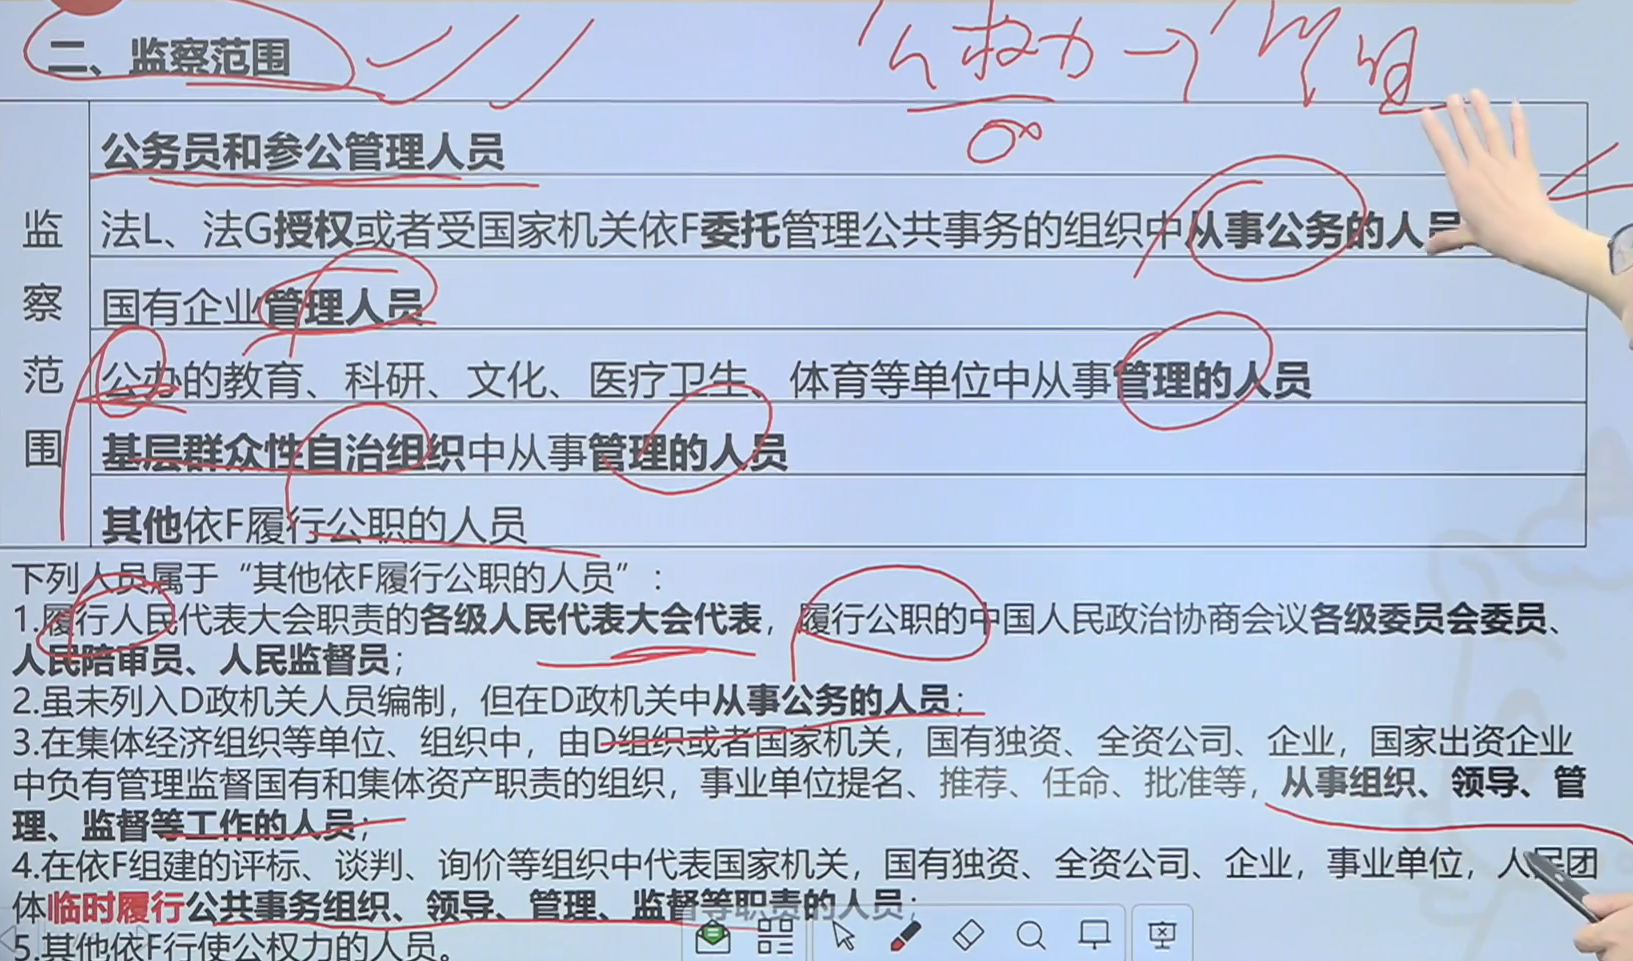 二、监察范围
公权力→
监察范围
公务员和参公管理人员
法L、法G授权或者受国家机关依F委托管理公共事务的组织中从事公务的人员
国有企业管理人员
公办的教育、科研、文化、医疗卫生、体育等单位中从事管理的人员
基层群众性自治组织中从事管理的人员
其他依F履行公职的人员
下列人员属于“其他依F履行公职的人员”：
1.履行人民代表大会职责的各级人民代表大会代表，履行公职的中国人民政治协商会议各级委员会委员、
人民陪审员、人民监督员；
2.虽未列入D政机关人员编制，但在D政机关中从事公务的人员；
3.在集体经济组织等单位、组织中，由D组织或者国家机关，国有独资、全资公司、企业，国家出资企业
中负有管理监督国有和集体资产职责的组织，事业单位提名、推荐、任命、批准等，从事组织、领导、管
理、监督等工作的人员；
4.在依F组建的评标、谈判、询价等组织中代表国家机关，国有独资、全资公司、企业，事业单位，人民团
体临时履行公共事务组织、领导、管理、监督等职责的人员；
5.其他依F行使公权力的人员。